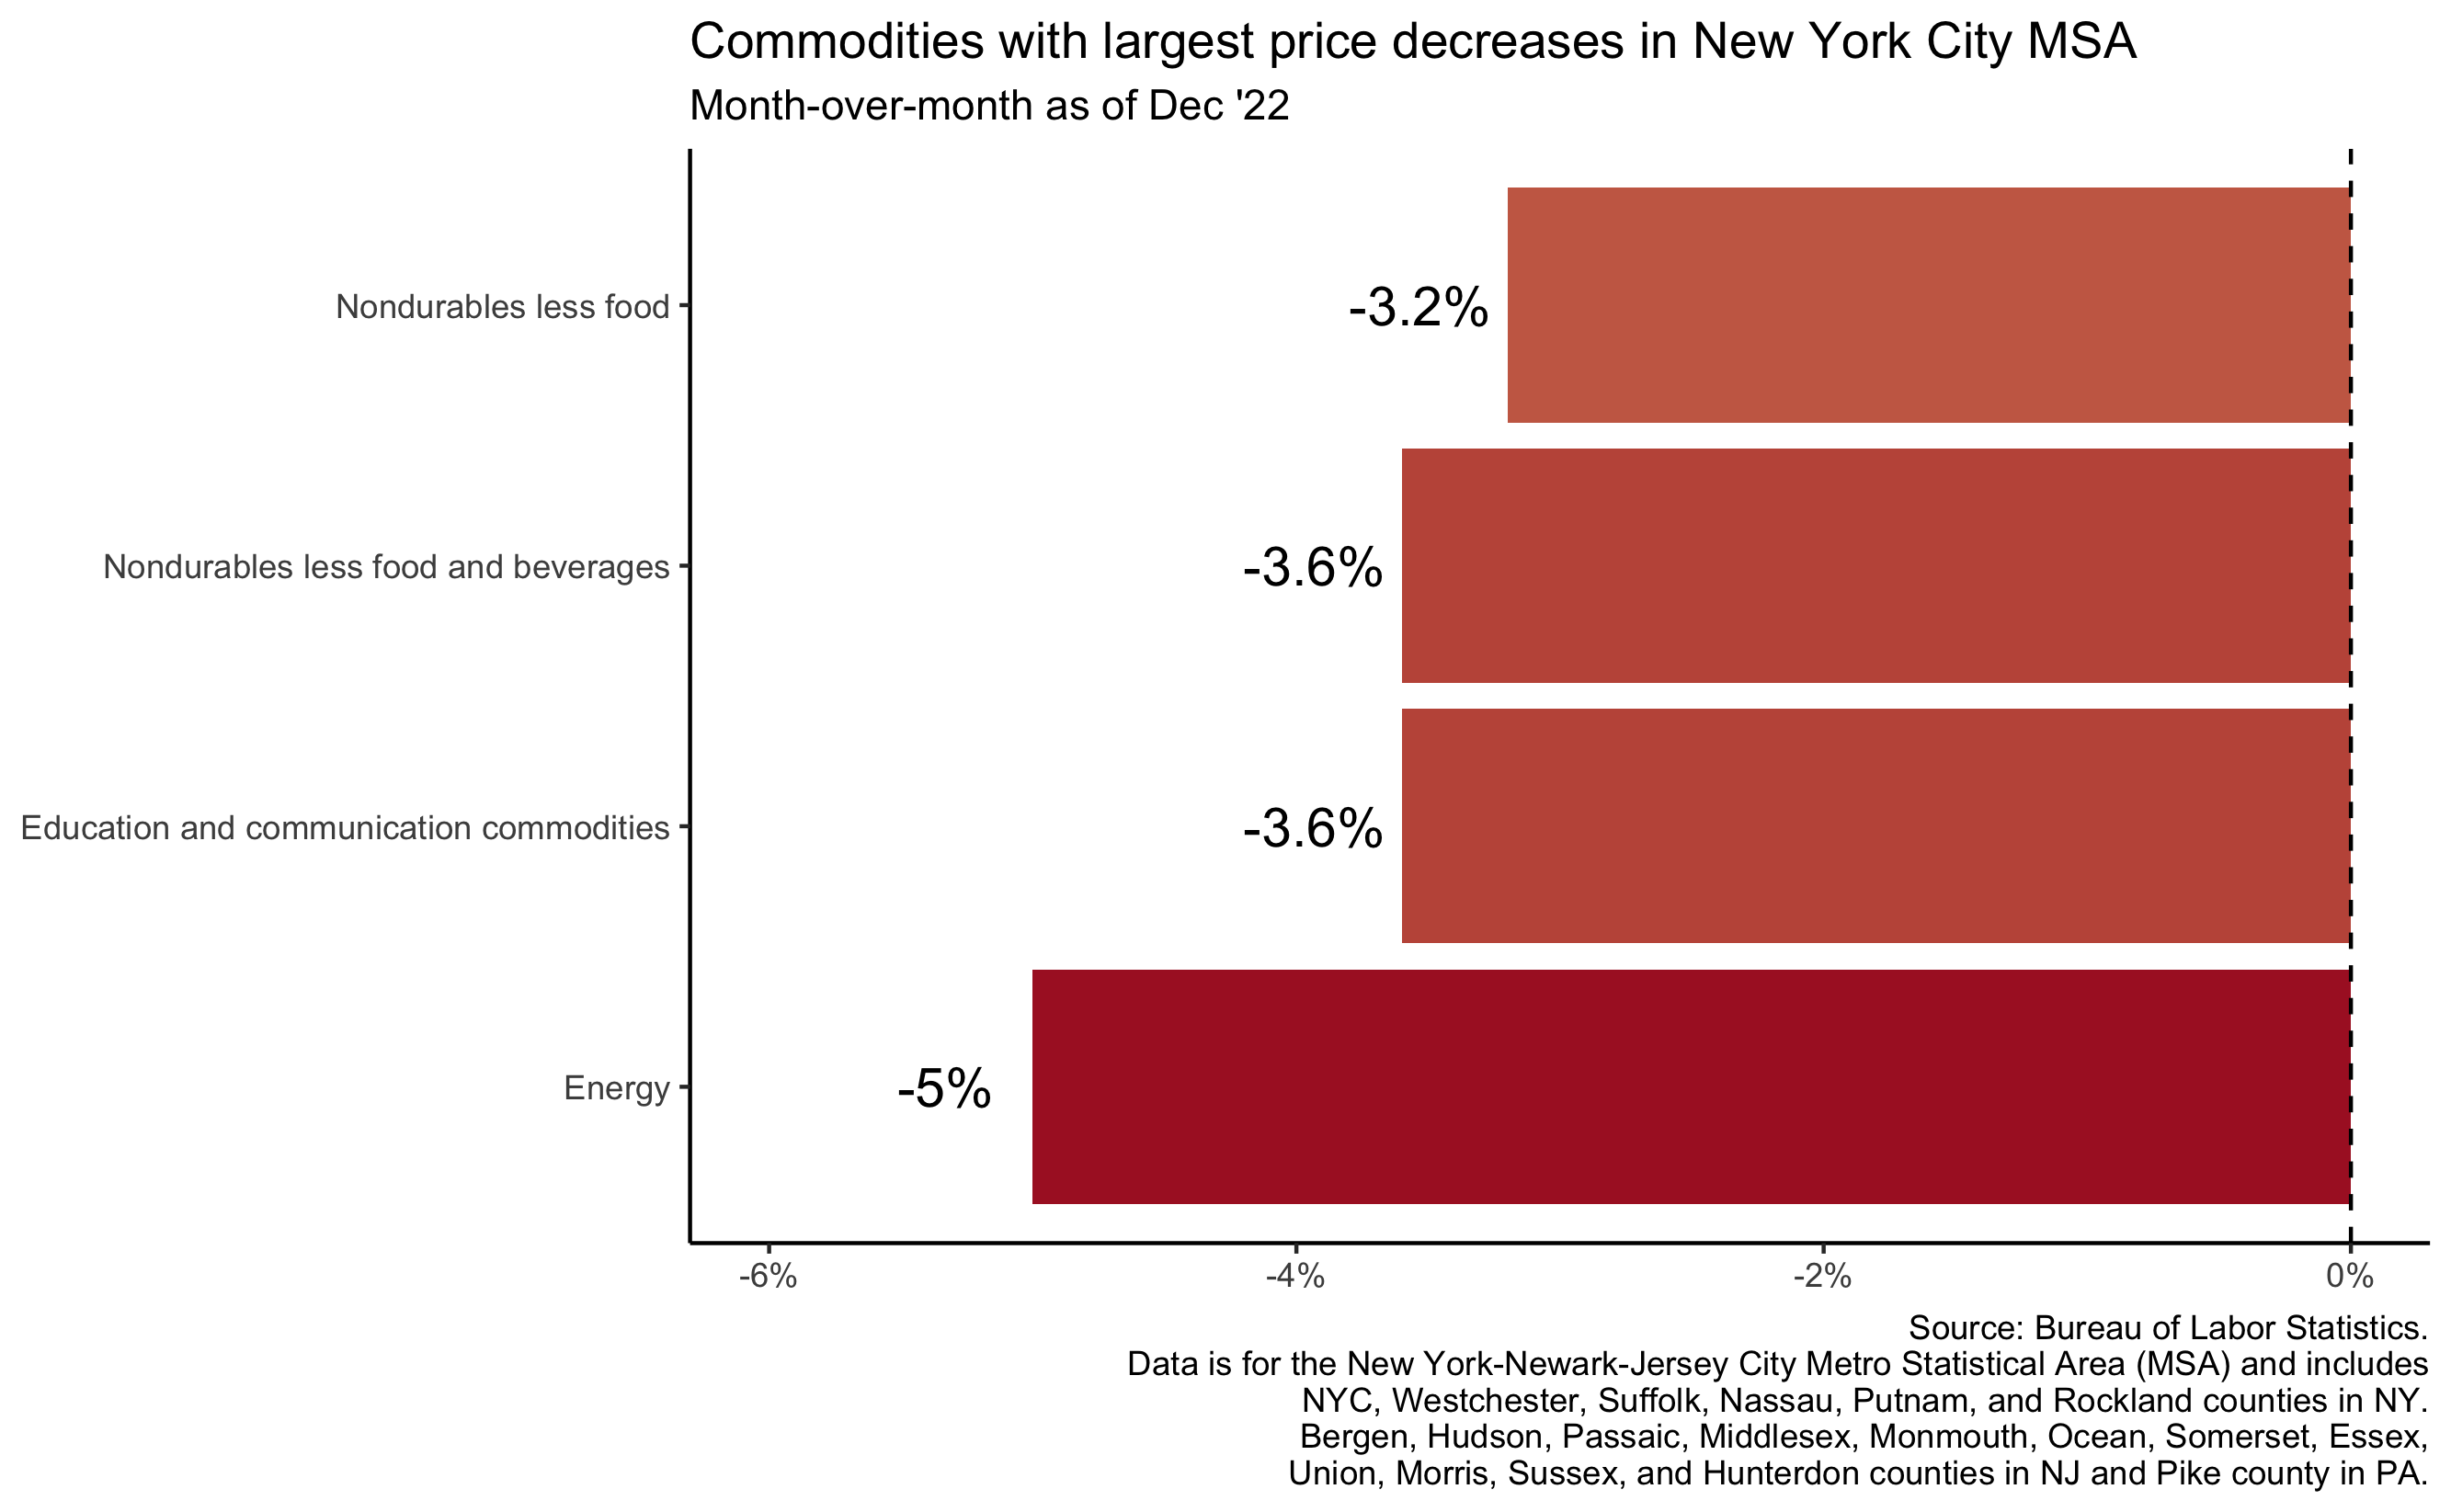 Commodities with largest price decreases in New York City MSA
Month-over-month as of Dec '22
Nondurables less food
-3.2%
Nondurables less food and beverages
-3.6%
Education and communication commodities
-3.6%
Energy
-5%
-6%
-4%
-2%
0%
Source: Bureau of Labor Statistics.
Data is for the New York-Newark-Jersey City Metro Statistical Area (MSA) and includes
NYC, Westchester, Suffolk, Nassau, Putnam, and Rockland counties in NY.
Bergen, Hudson, Passaic, Middlesex, Monmouth, Ocean, Somerset, Essex,
Union, Morris, Sussex, and Hunterdon counties in NJ and Pike county in PA.